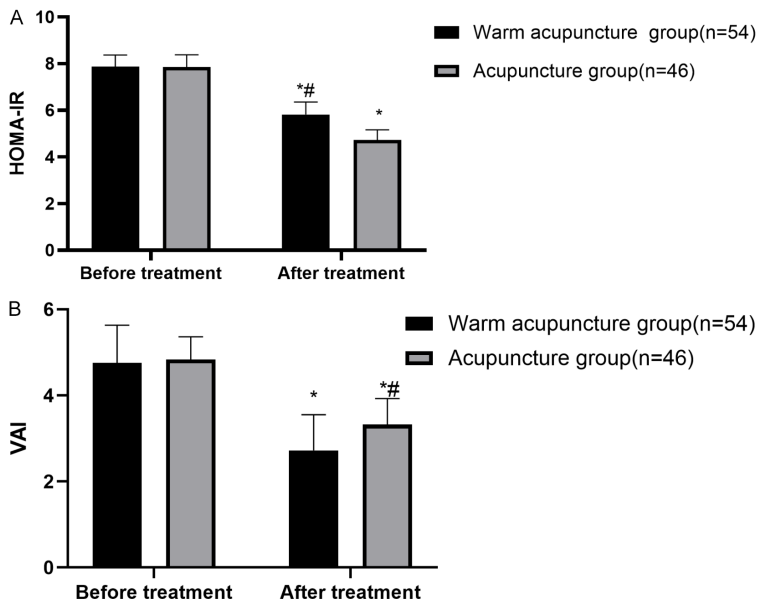 A
10
8
6
4
2
0
HOMA-IR
*#
*
Before treatment
After treatment
Warm acupuncture  group(n=54)
Acupuncture group(n=46)
B
6
4
2
0
VAI
*
*#
Before treatment
After treatment
Warm acupuncture group(n=54)
Acupuncture group(n=46)